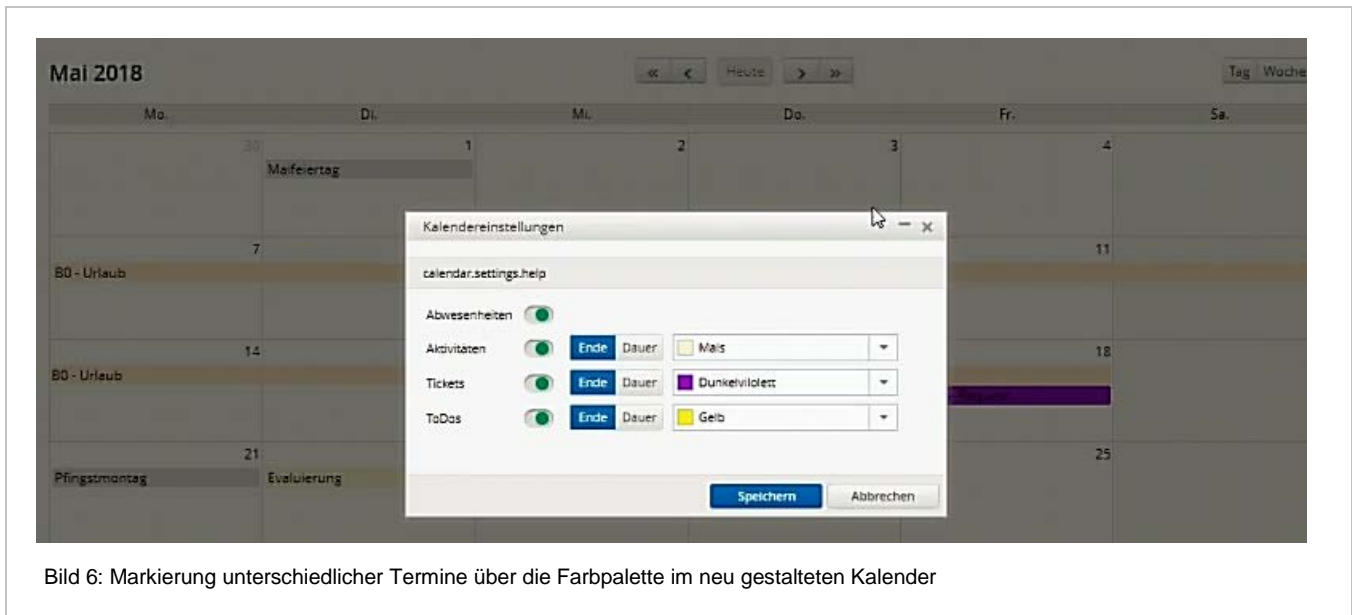 Mai 2018
« < Heute > »
Tag Woche
Mo. Di. Mi. Do. Fr. Sa.
30 1 2 3 4
Maifeiertag
Kalendereinstellungen
7 11
B0 - Urlaub
calendar.settings.help
Abwesenheiten
Aktivitäten Ende Dauer Mais
14 18
B0 - Urlaub
Tickets Ende Dauer Dunkelvilolett
ToDos Ende Dauer Gelb
21 25
Pfingstmontag Evaluierung
Speichern Abbrechen
Bild 6: Markierung unterschiedlicher Termine über die Farbpalette im neu gestalteten Kalender